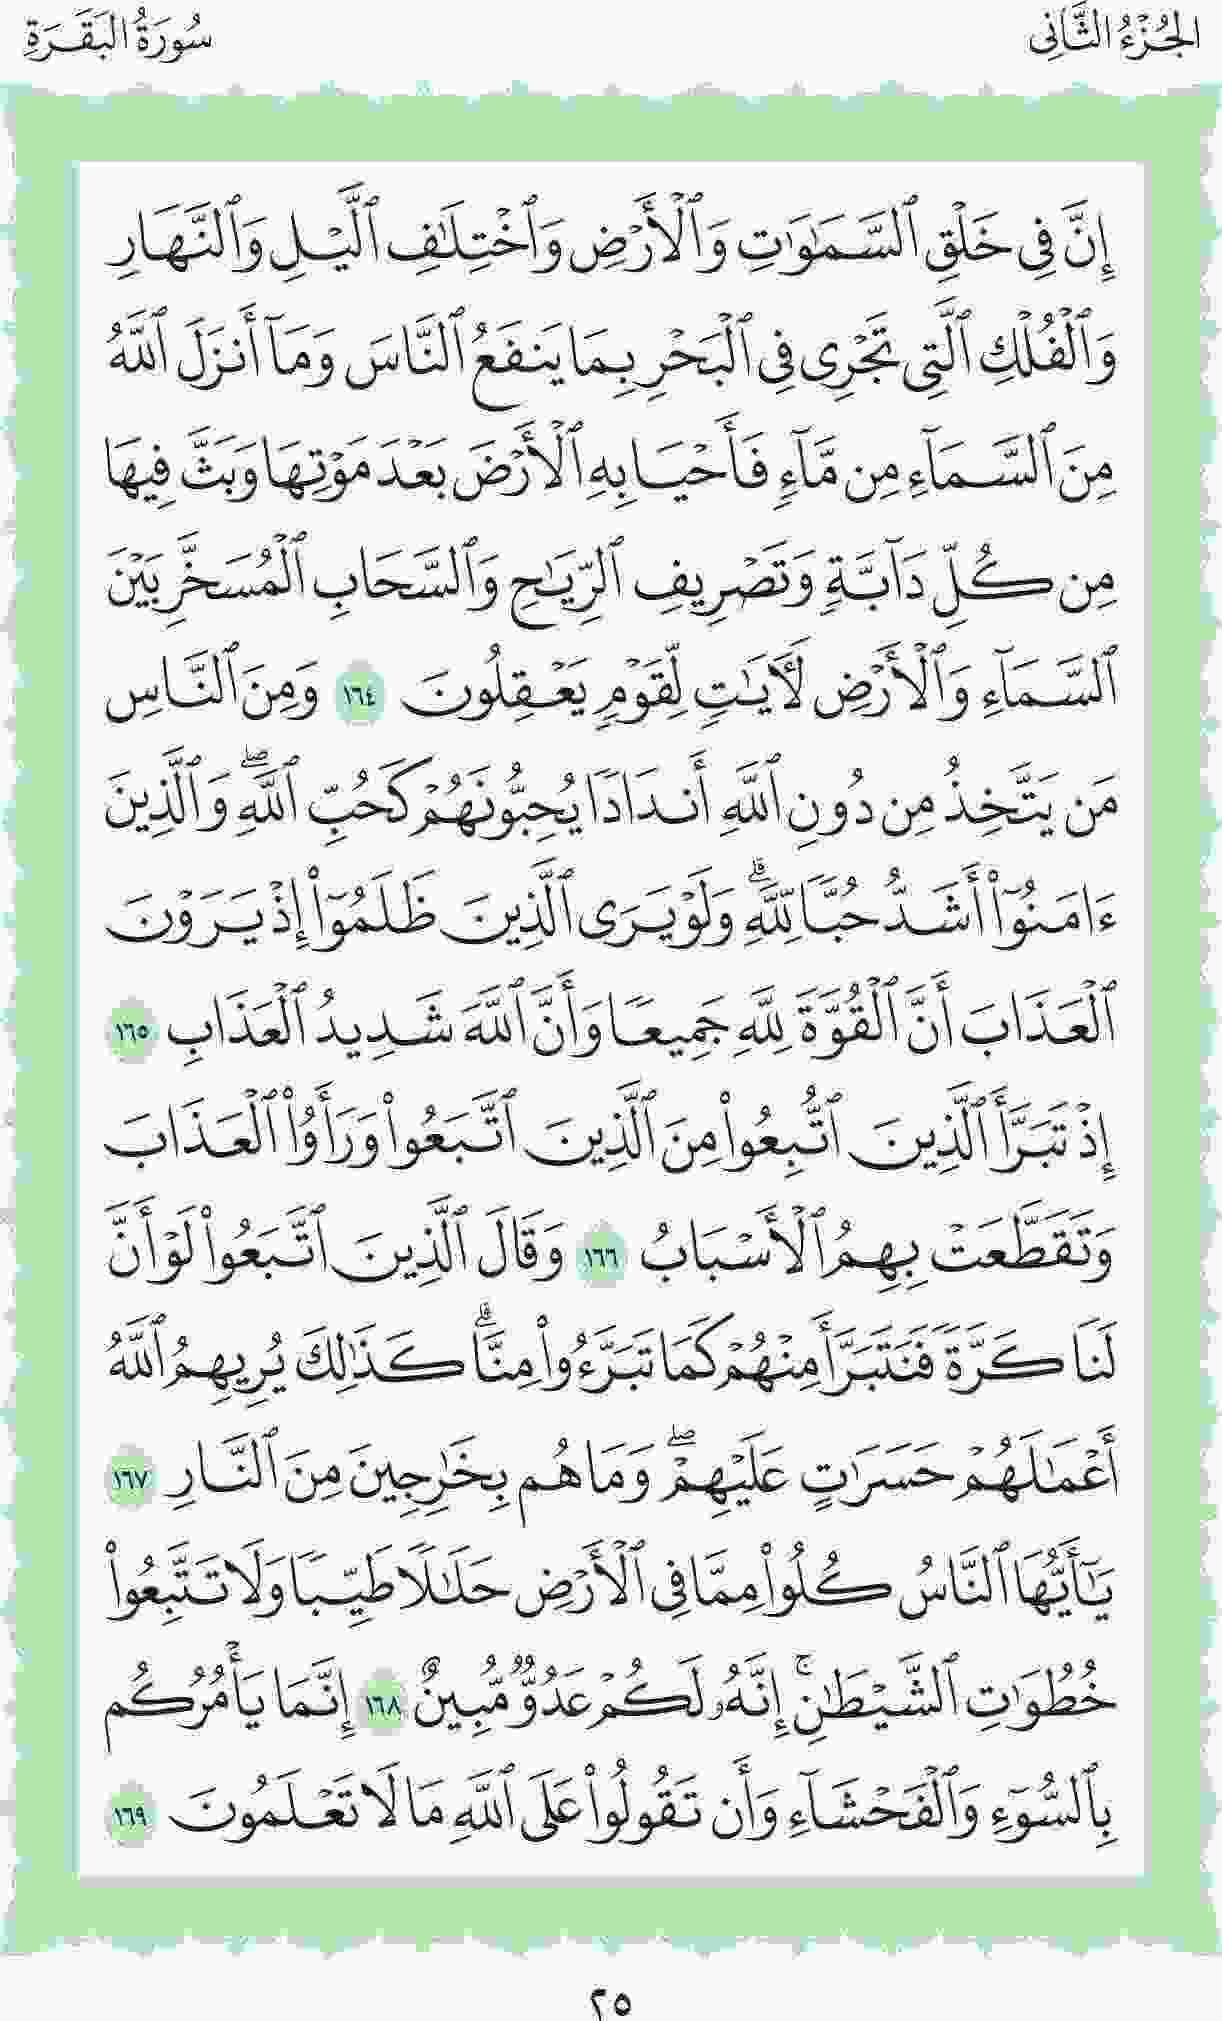 الجُزْءُ الثَّانِي
سُورَةُ البَقَرَةِ
إِنَّ فِي خَلْقِ ٱلسَّمَٰوَٰتِ وَٱلْأَرْضِ وَٱخْتِلَٰفِ ٱلَّيْلِ وَٱلنَّهَارِ
وَٱلْفُلْكِ ٱلَّتِي تَجْرِي فِي ٱلْبَحْرِ بِمَا يَنفَعُ ٱلنَّاسَ وَمَآ أَنزَلَ ٱللَّهُ
مِنَ ٱلسَّمَآءِ مِن مَّآءٍ فَأَحْيَا بِهِ ٱلْأَرْضَ بَعْدَ مَوْتِهَا وَبَثَّ فِيهَا
مِن كُلِّ دَآبَّةٍ وَتَصْرِيفِ ٱلرِّيَٰحِ وَٱلسَّحَابِ ٱلْمُسَخَّرِ بَيْنَ
ٱلسَّمَآءِ وَٱلْأَرْضِ لَأٓيَٰتٍ لِّقَوْمٍ يَعْقِلُونَ ١٦٤ وَمِنَ ٱلنَّاسِ
مَن يَتَّخِذُ مِن دُونِ ٱللَّهِ أَندَادًا يُحِبُّونَهُمْ كَحُبِّ ٱللَّهِۖ وَٱلَّذِينَ
ءَامَنُوٓا۟ أَشَدُّ حُبًّا لِّلَّهِۗ وَلَوْ يَرَى ٱلَّذِينَ ظَلَمُوٓا۟ إِذْ يَرَوْنَ
ٱلْعَذَابَ أَنَّ ٱلْقُوَّةَ لِلَّهِ جَمِيعًا وَأَنَّ ٱللَّهَ شَدِيدُ ٱلْعَذَابِ ١٦٥
إِذْ تَبَرَّأَ ٱلَّذِينَ ٱتُّبِعُوا۟ مِنَ ٱلَّذِينَ ٱتَّبَعُوا۟ وَرَأَوُا۟ ٱلْعَذَابَ
وَتَقَطَّعَتْ بِهِمُ ٱلْأَسْبَابُ ١٦٦ وَقَالَ ٱلَّذِينَ ٱتَّبَعُوا۟ لَوْ أَنَّ
لَنَا كَرَّةً فَنَتَبَرَّأَ مِنْهُمْ كَمَا تَبَرَّءُوا۟ مِنَّاۗ كَذَٰلِكَ يُرِيهِمُ ٱللَّهُ
أَعْمَٰلَهُمْ حَسَرَٰتٍ عَلَيْهِمْۖ وَمَا هُم بِخَٰرِجِينَ مِنَ ٱلنَّارِ ١٦٧
يَٰٓأَيُّهَا ٱلنَّاسُ كُلُوا۟ مِمَّا فِي ٱلْأَرْضِ حَلَٰلًا طَيِّبًا وَلَا تَتَّبِعُوا۟
خُطُوَٰتِ ٱلشَّيْطَٰنِۚ إِنَّهُۥ لَكُمْ عَدُوٌّ مُّبِينٌ ١٦٨ إِنَّمَا يَأْمُرُكُم
بِٱلسُّوٓءِ وَٱلْفَحْشَآءِ وَأَن تَقُولُوا۟ عَلَى ٱللَّهِ مَا لَا تَعْلَمُونَ ١٦٩
٢٥